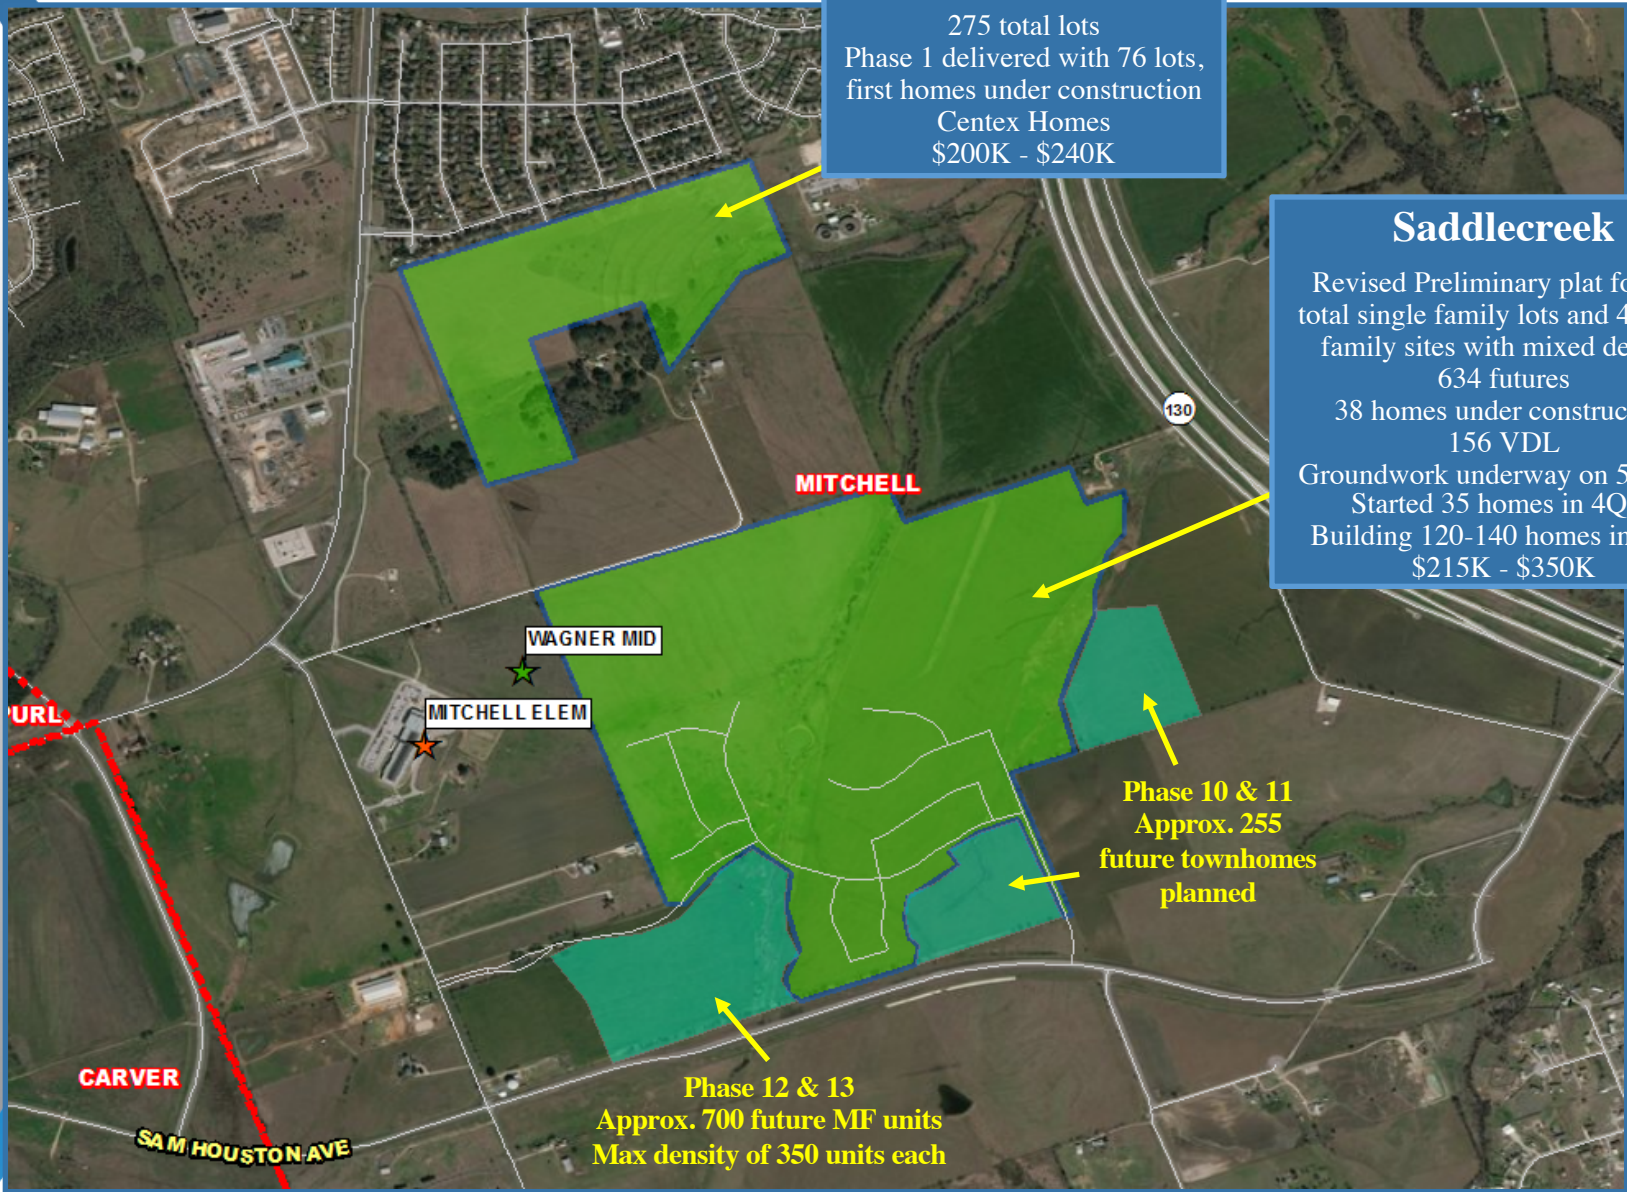 275 total lots
Phase 1 delivered with 76 lots,
first homes under construction
Centex Homes
$200K - $240K
Saddlecreek
Revised Preliminary plat fo
total single family lots and 4
family sites with mixed de
634 futures
38 homes under construc
156 VDL
Groundwork underway on 5
Started 35 homes in 4Q
Building 120-140 homes in
$215K - $350K
130
MITCHELL
WAGNER MID
MITCHELL ELEM
URL
Phase 10 & 11
Approx. 255
future townhomes
planned
CARVER
SAM HOUSTON AVE
Phase 12 & 13
Approx. 700 future MF units
Max density of 350 units each